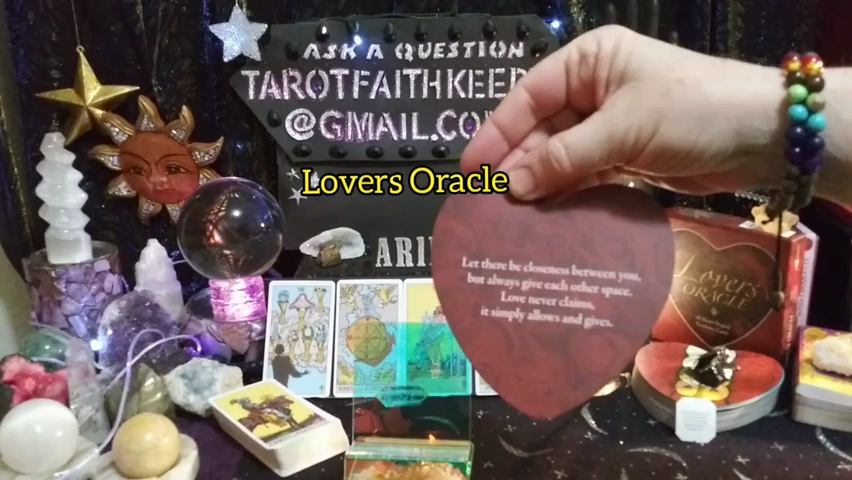 ASK A QUESTION
TAROTFAITHKEEP
@GMAIL.CO
Lovers Oracle
ARI
Let there be closeness between you,
but always give each other space.
Love never claims,
it simply allows and gives.
Lovers
ORACLE